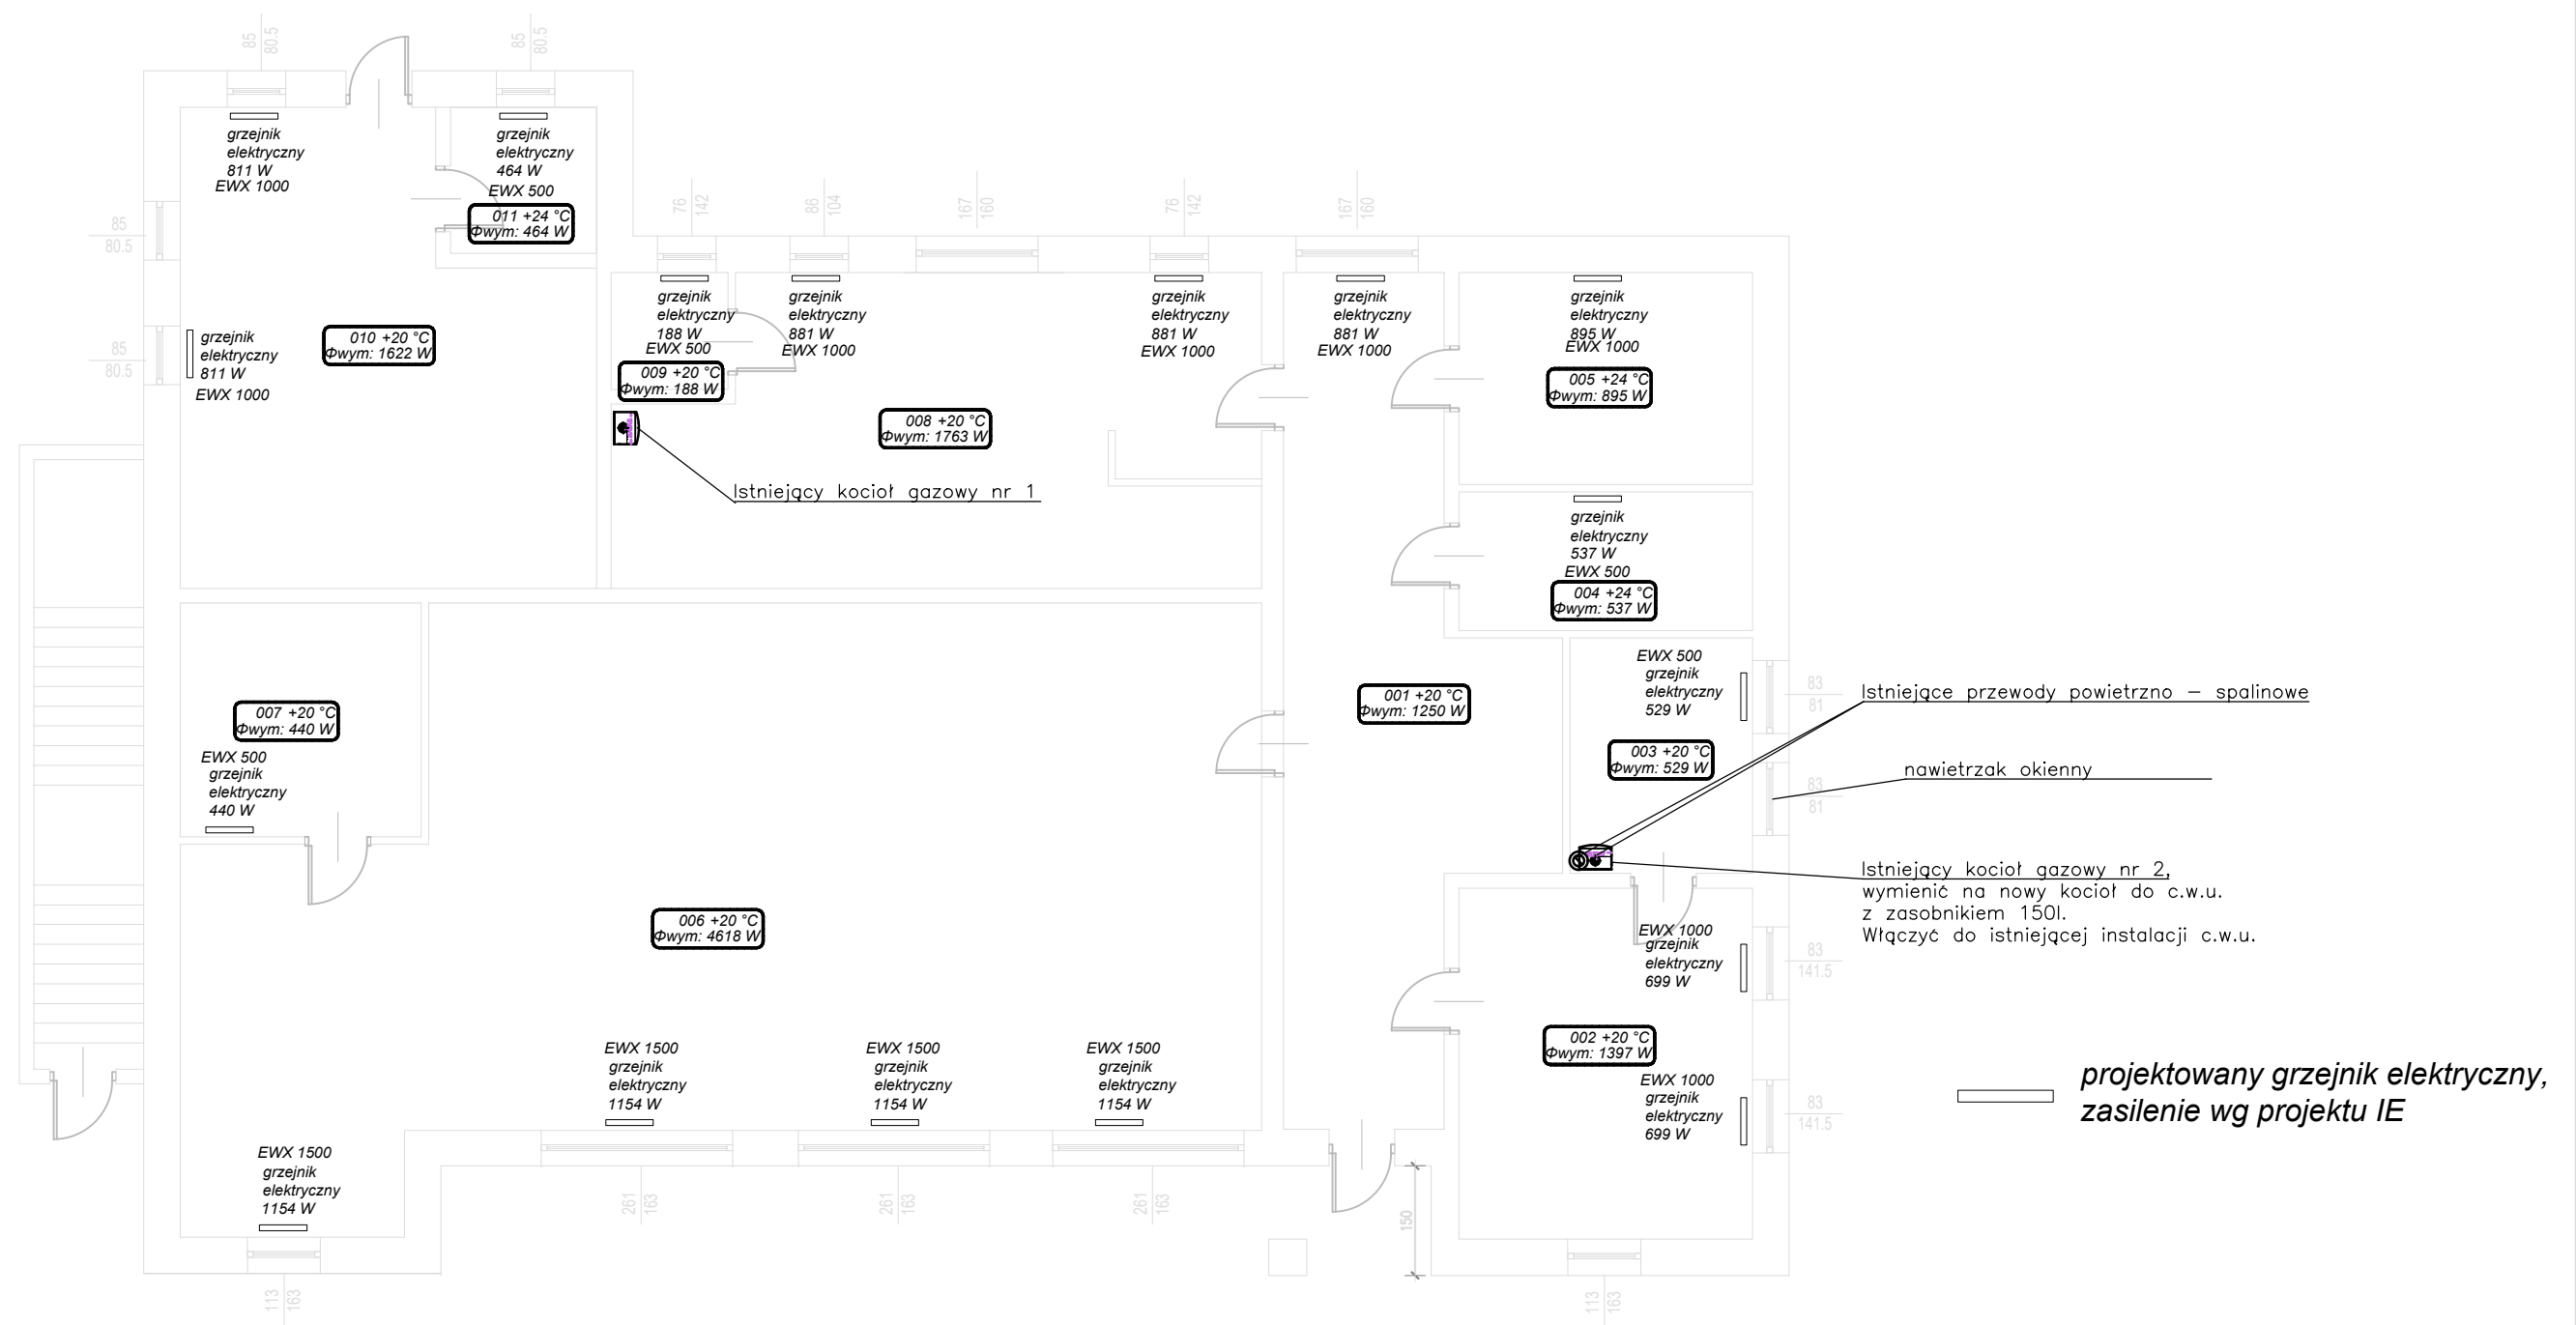 85
80.5
85
80.5
grzejnik
elektryczny
811 W
EWX 1000
grzejnik
elektryczny
464 W
EWX 500
011 +24 °C
Φwym: 464 W
85
80.5
85
80.5
grzejnik
elektryczny
811 W
EWX 1000
010 +20 °C
Φwym: 1622 W
76
142
86
104
167
160
76
142
167
160
grzejnik
elektryczny
188 W
EWX 500
009 +20 °C
Φwym: 188 W
grzejnik
elektryczny
881 W
EWX 1000
grzejnik
elektryczny
881 W
EWX 1000
grzejnik
elektryczny
881 W
EWX 1000
grzejnik
elektryczny
895 W
EWX 1000
005 +24 °C
Φwym: 895 W
008 +20 °C
Φwym: 1763 W
Istniejący kocioł gazowy nr 1
grzejnik
elektryczny
537 W
EWX 500
004 +24 °C
Φwym: 537 W
007 +20 °C
Φwym: 440 W
EWX 500
grzejnik
elektryczny
440 W
001 +20 °C
Φwym: 1250 W
EWX 500
grzejnik
elektryczny
529 W
003 +20 °C
Φwym: 529 W
83
81
83
81
Istniejące przewody powietrzno – spalinowe
nawietrzak okienny
Istniejący kocioł gazowy nr 2,
wymienić na nowy kocioł do c.w.u.
z zasobnikiem 150l.
Włączyć do istniejącej instalacji c.w.u.
006 +20 °C
Φwym: 4618 W
EWX 1000
grzejnik
elektryczny
699 W
83
141.5
002 +20 °C
Φwym: 1397 W
EWX 1000
grzejnik
elektryczny
699 W
83
141.5
EWX 1500
grzejnik
elektryczny
1154 W
EWX 1500
grzejnik
elektryczny
1154 W
EWX 1500
grzejnik
elektryczny
1154 W
EWX 1500
grzejnik
elektryczny
1154 W
261
163
261
163
261
163
150
113
163
113
163
projektowany grzejnik elektryczny,
zasilenie wg projektu IE